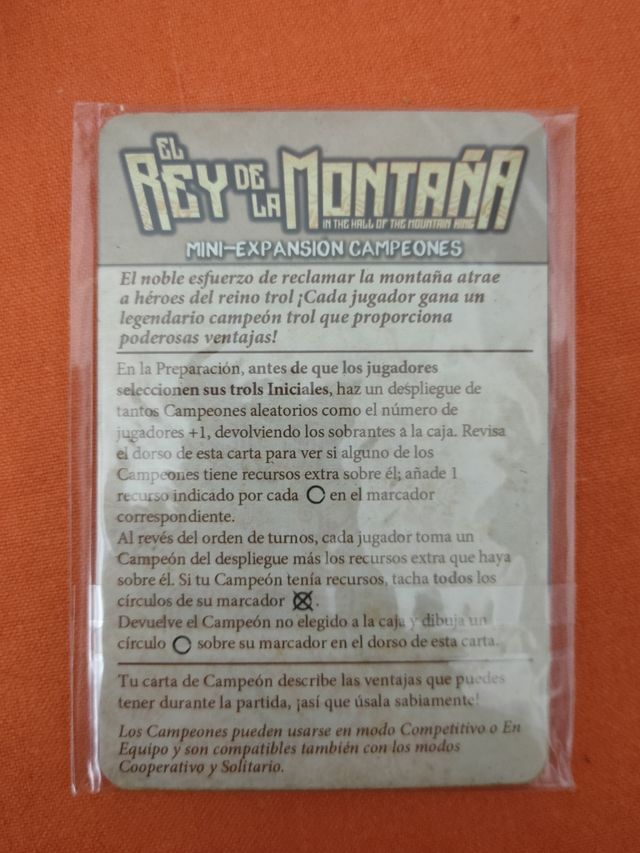 EL
REY DE LA MONTAÑA
IN THE HALL OF THE MOUNTAIN KING
MINI-EXPANSION CAMPEONES
El noble esfuerzo de reclamar la montaña atrae
a héroes del reino trol ¡Cada jugador gana un
legendario campeón trol que proporciona
poderosas ventajas!
En la Preparación, antes de que los jugadores
seleccionen sus trols Iniciales, haz un despliegue de
tantos Campeones aleatorios como el número de
jugadores +1, devolviendo los sobrantes a la caja. Revisa
el dorso de esta carta para ver si alguno de los
Campeones tiene recursos extra sobre él; añade 1
recurso indicado por cada ◯ en el marcador
correspondiente.
Al revés del orden de turnos, cada jugador toma un
Campeón del despliegue más los recursos extra que haya
sobre él. Si tu Campeón tenía recursos, tacha todos los
círculos de su marcador ⊗.
Devuelve el Campeón no elegido a la caja y dibuja un
círculo ◯ sobre su marcador en el dorso de esta carta.
Tu carta de Campeón describe las ventajas que puedes
tener durante la partida, ¡así que úsala sabiamente!
Los Campeones pueden usarse en modo Competitivo o En
Equipo y son compatibles también con los modos
Cooperativo y Solitario.